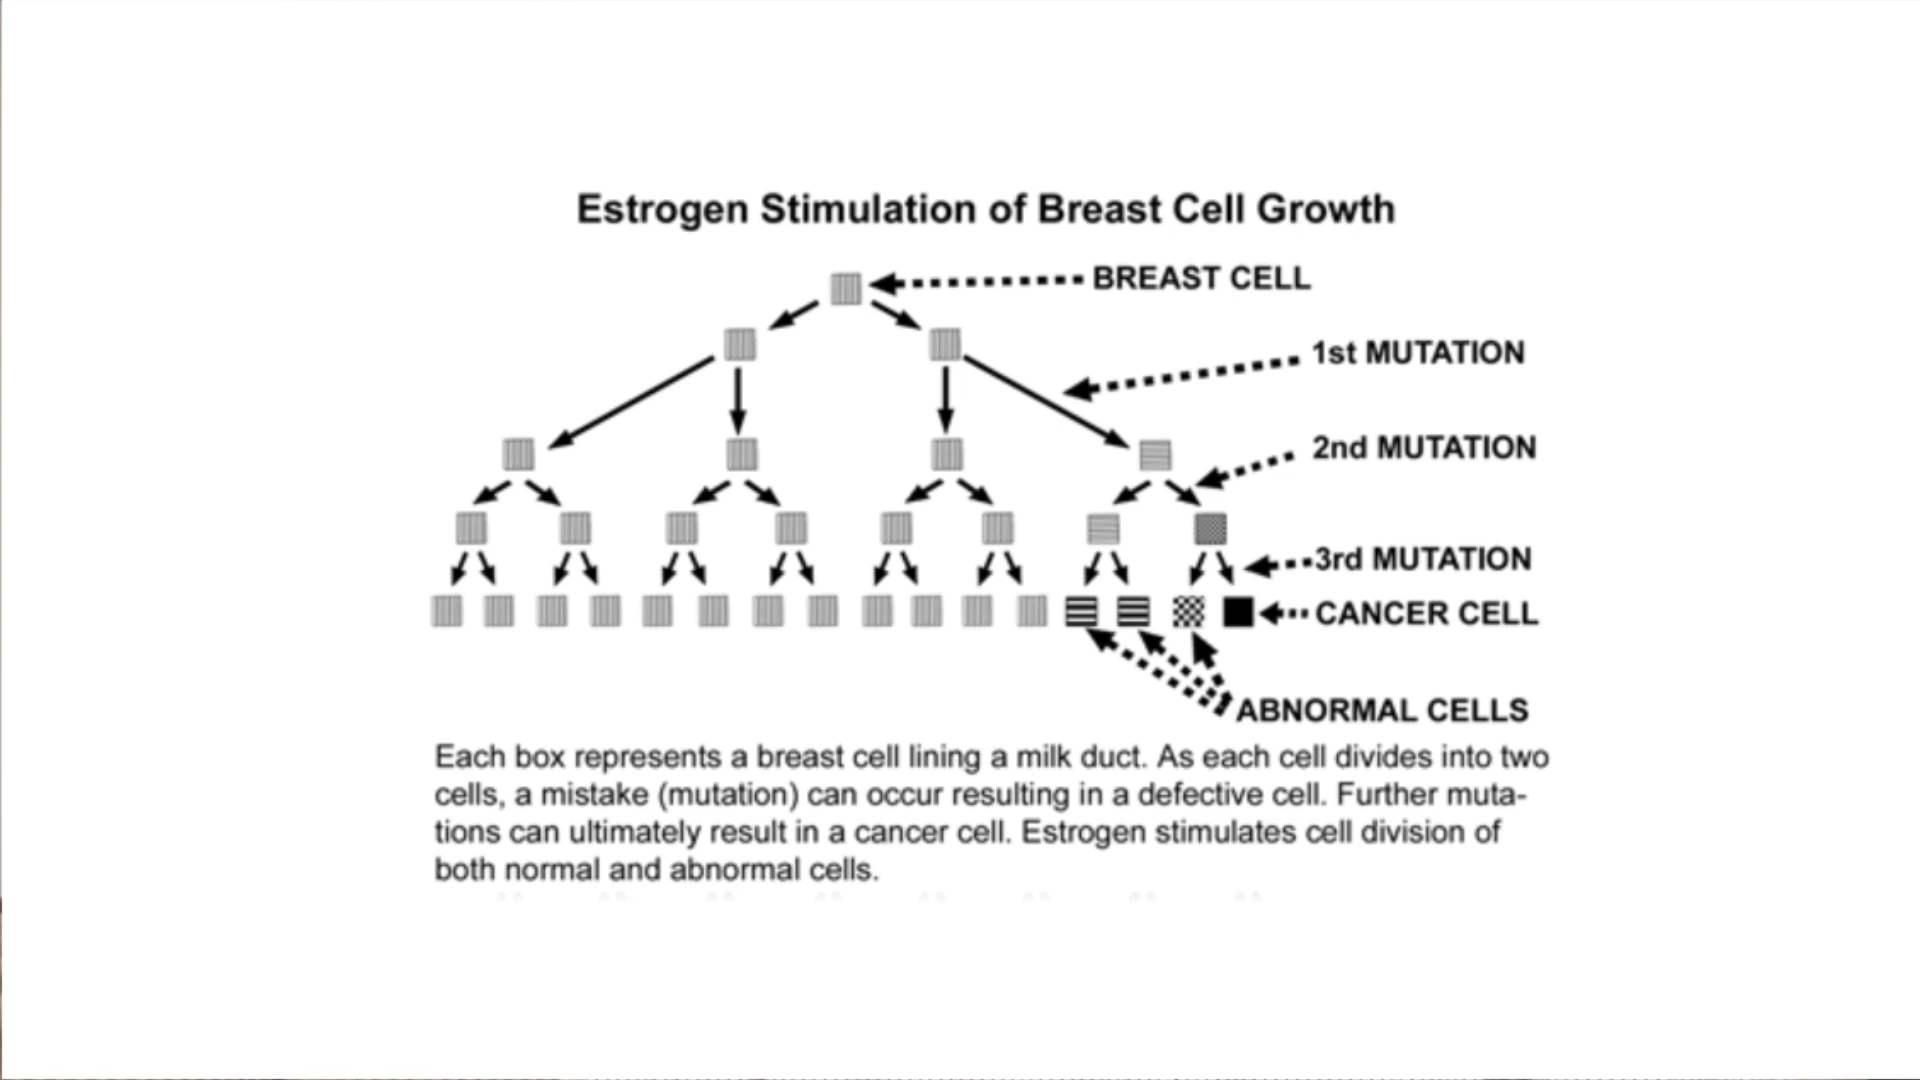 Estrogen Stimulation of Breast Cell Growth
BREAST CELL
1st MUTATION
2nd MUTATION
3rd MUTATION
CANCER CELL
ABNORMAL CELLS
Each box represents a breast cell lining a milk duct. As each cell divides into two
cells, a mistake (mutation) can occur resulting in a defective cell. Further muta-
tions can ultimately result in a cancer cell. Estrogen stimulates cell division of
both normal and abnormal cells.